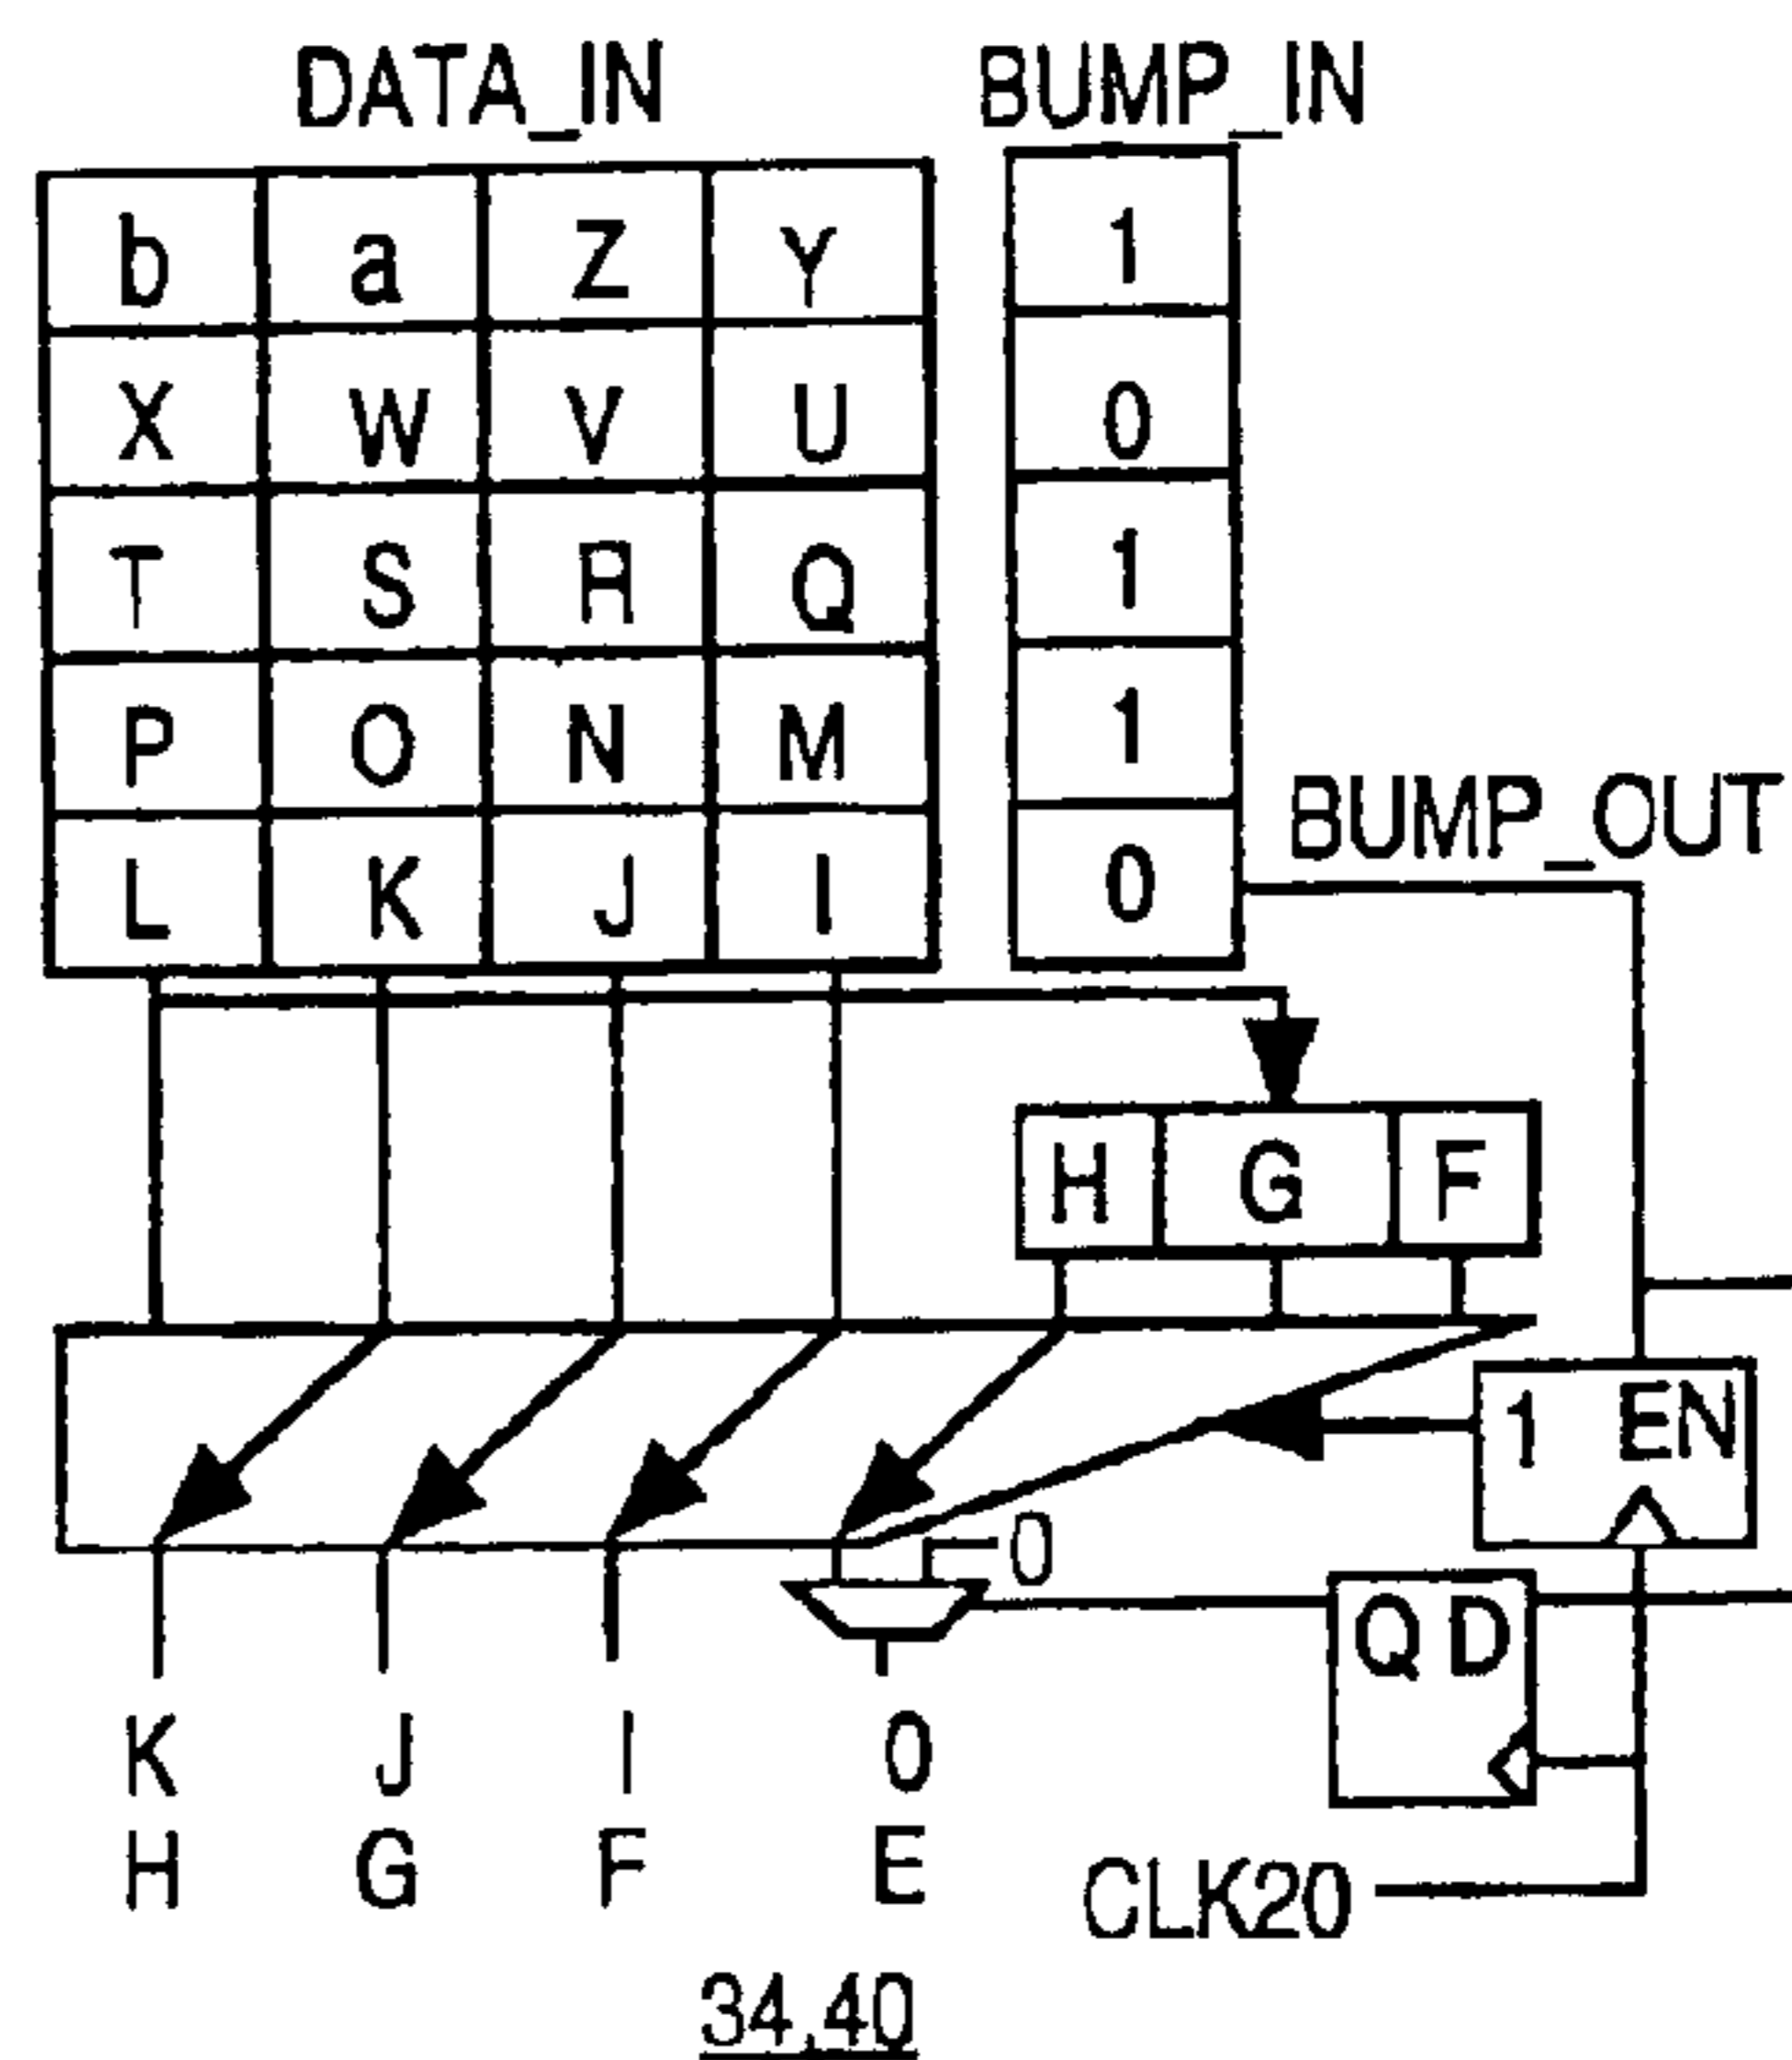 DATA_IN BUMP_IN
b a Z Y 1
X W V U 0
T S R Q 1
P O N M 1
BUMP_OUT
L K J I 0
H G F
1 EN
0
Q D
K J I 0
H G F E
CLK20
34,40